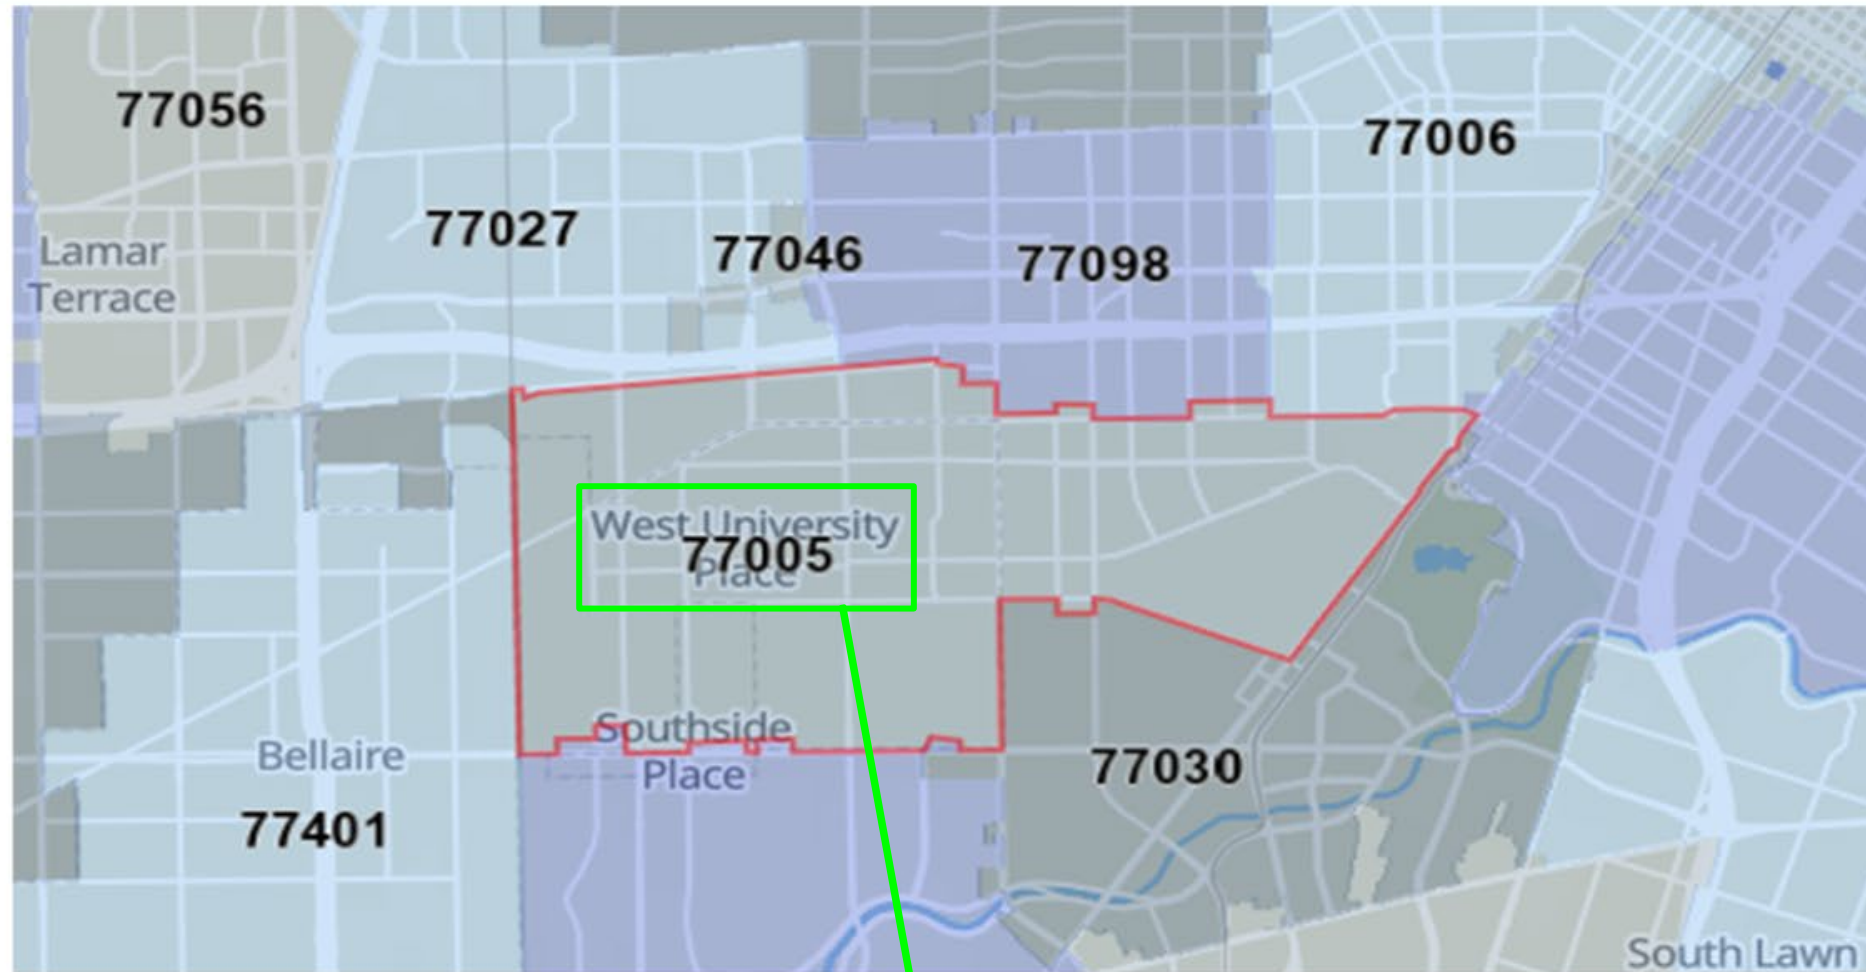 77056
77006
77027
77046
77098
Lamar
Terrace
West University
77005
Place
Southside
Place
Bellaire
77030
77401
South Lawn